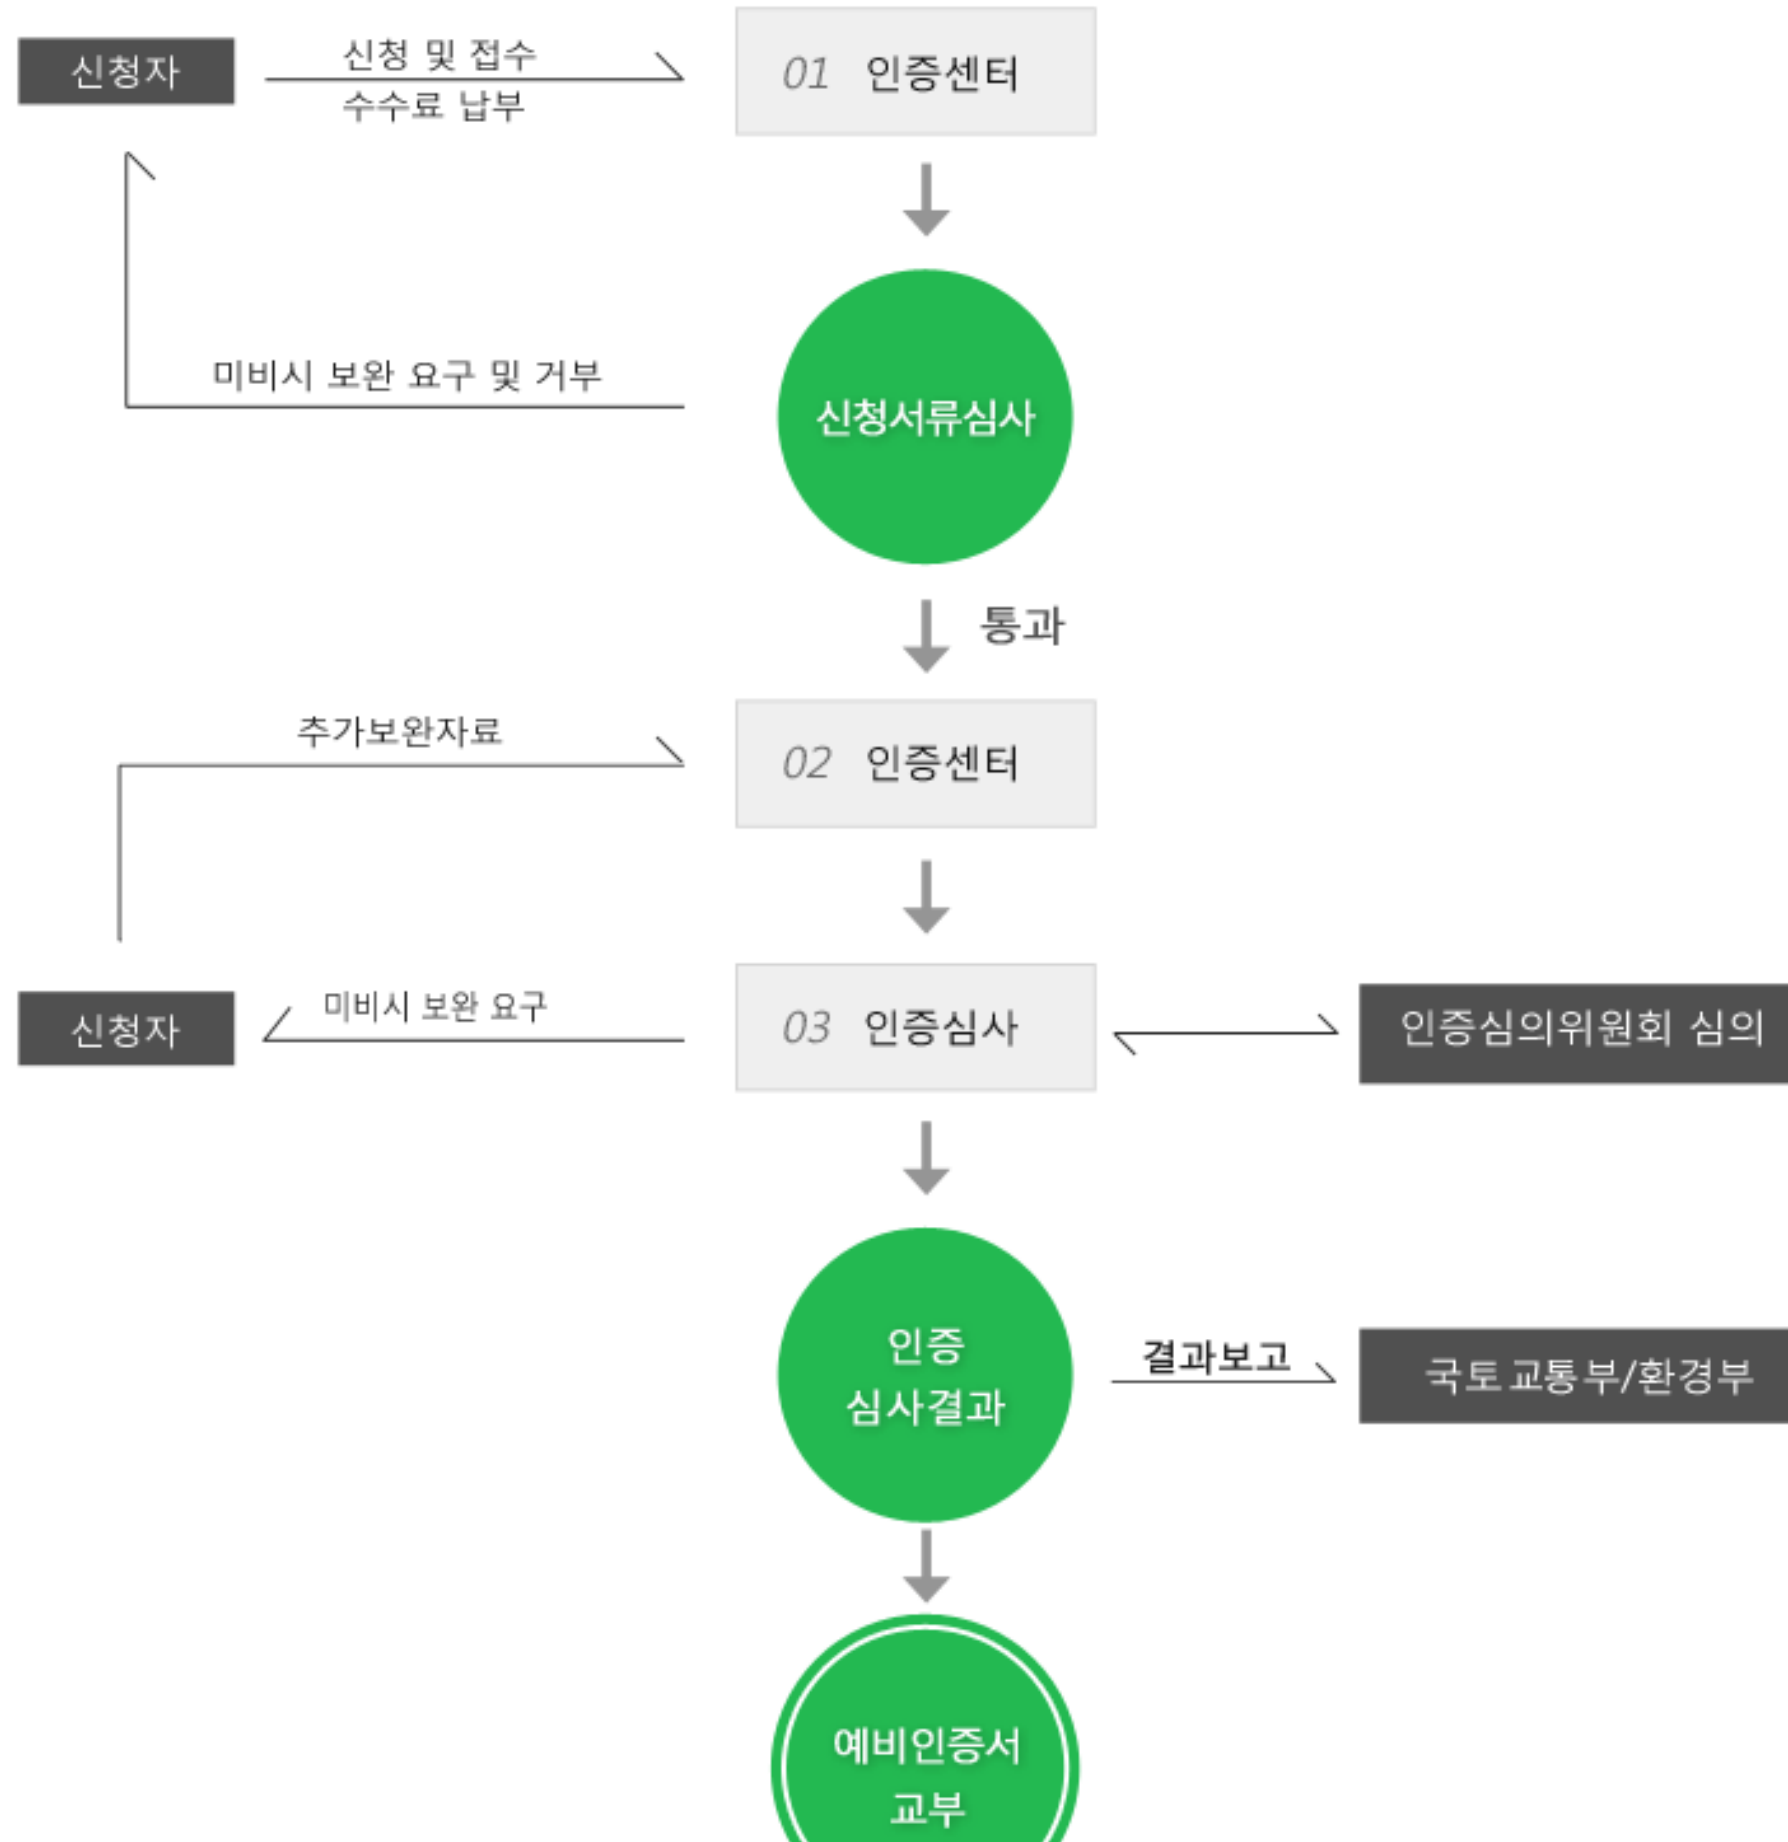 신청자
신청 및 접수
수수료 납부
01 인증센터
미비시 보완 요구 및 거부
신청서류심사
통과
추가보완자료
02 인증센터
신청자
미비시 보완 요구
03 인증심사
인증심의위원회 심의
인증
심사결과
결과보고
국토교통부/환경부
예비인증서
교부